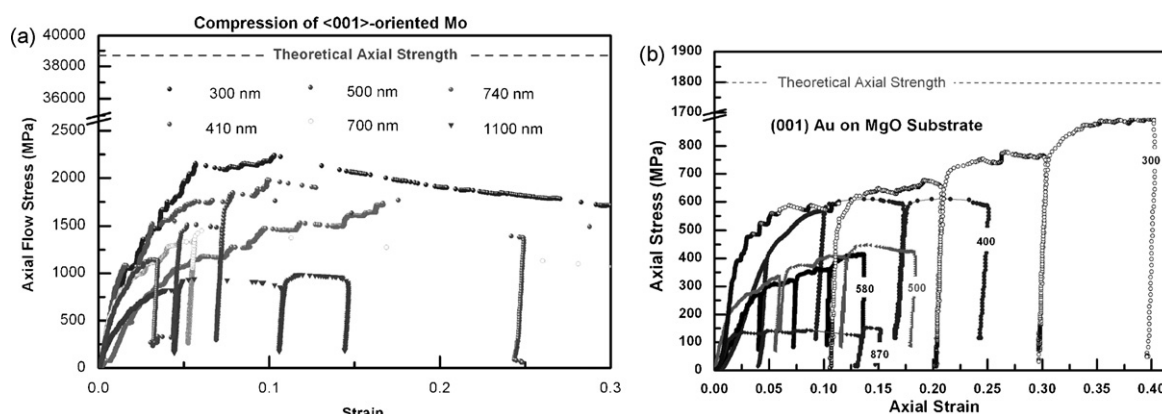 Compression of <001>-oriented Mo
(a)
40000
Theoretical Axial Strength
38000
36000
300 nm 500 nm 740 nm
410 nm 700 nm 1100 nm
2500
2000
1500
1000
500
0
Axial Flow Stress (MPa)
0.0 0.1 0.2 0.3
Strain
(b)
1900
Theoretical Axial Strength
1800
1700
(001) Au on MgO Substrate
800
700
600
500
400
300
200
100
0
Axial Stress (MPa)
300
400
500
580
870
0.00 0.05 0.10 0.15 0.20 0.25 0.30 0.35 0.40
Axial Strain